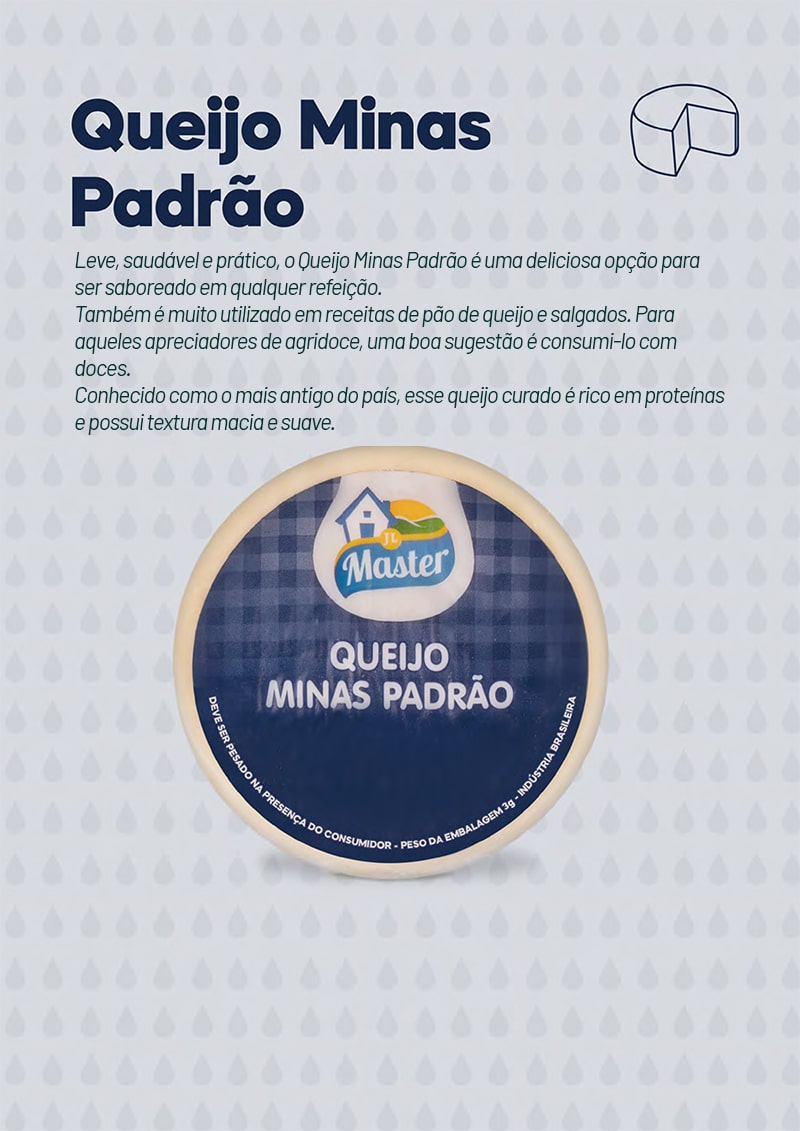 Queijo Minas
Padrão
Leve, saudável e prático, o Queijo Minas Padrão é uma deliciosa opção para
ser saboreado em qualquer refeição.
Também é muito utilizado em receitas de pão de queijo e salgados. Para
aqueles apreciadores de agridoce, uma boa sugestão é consumi-lo com
doces.
Conhecido como o mais antigo do país, esse queijo curado é rico em proteínas
e possui textura macia e suave.
JL
Master
QUEIJO
MINAS PADRÃO
DEVE SER PESADO NA PRESENÇA DO CONSUMIDOR - PESO DA EMBALAGEM 3g - INDÚSTRIA BRASILEIRA